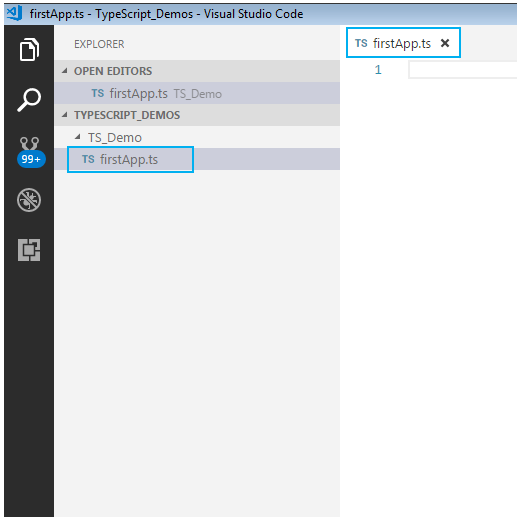 firstApp.ts - TypeScript_Demos - Visual Studio Code
EXPLORER
OPEN EDITORS
TS firstApp.ts TS_Demo
TYPESCRIPT_DEMOS
TS_Demo
TS firstApp.ts
99+
TS firstApp.ts
1